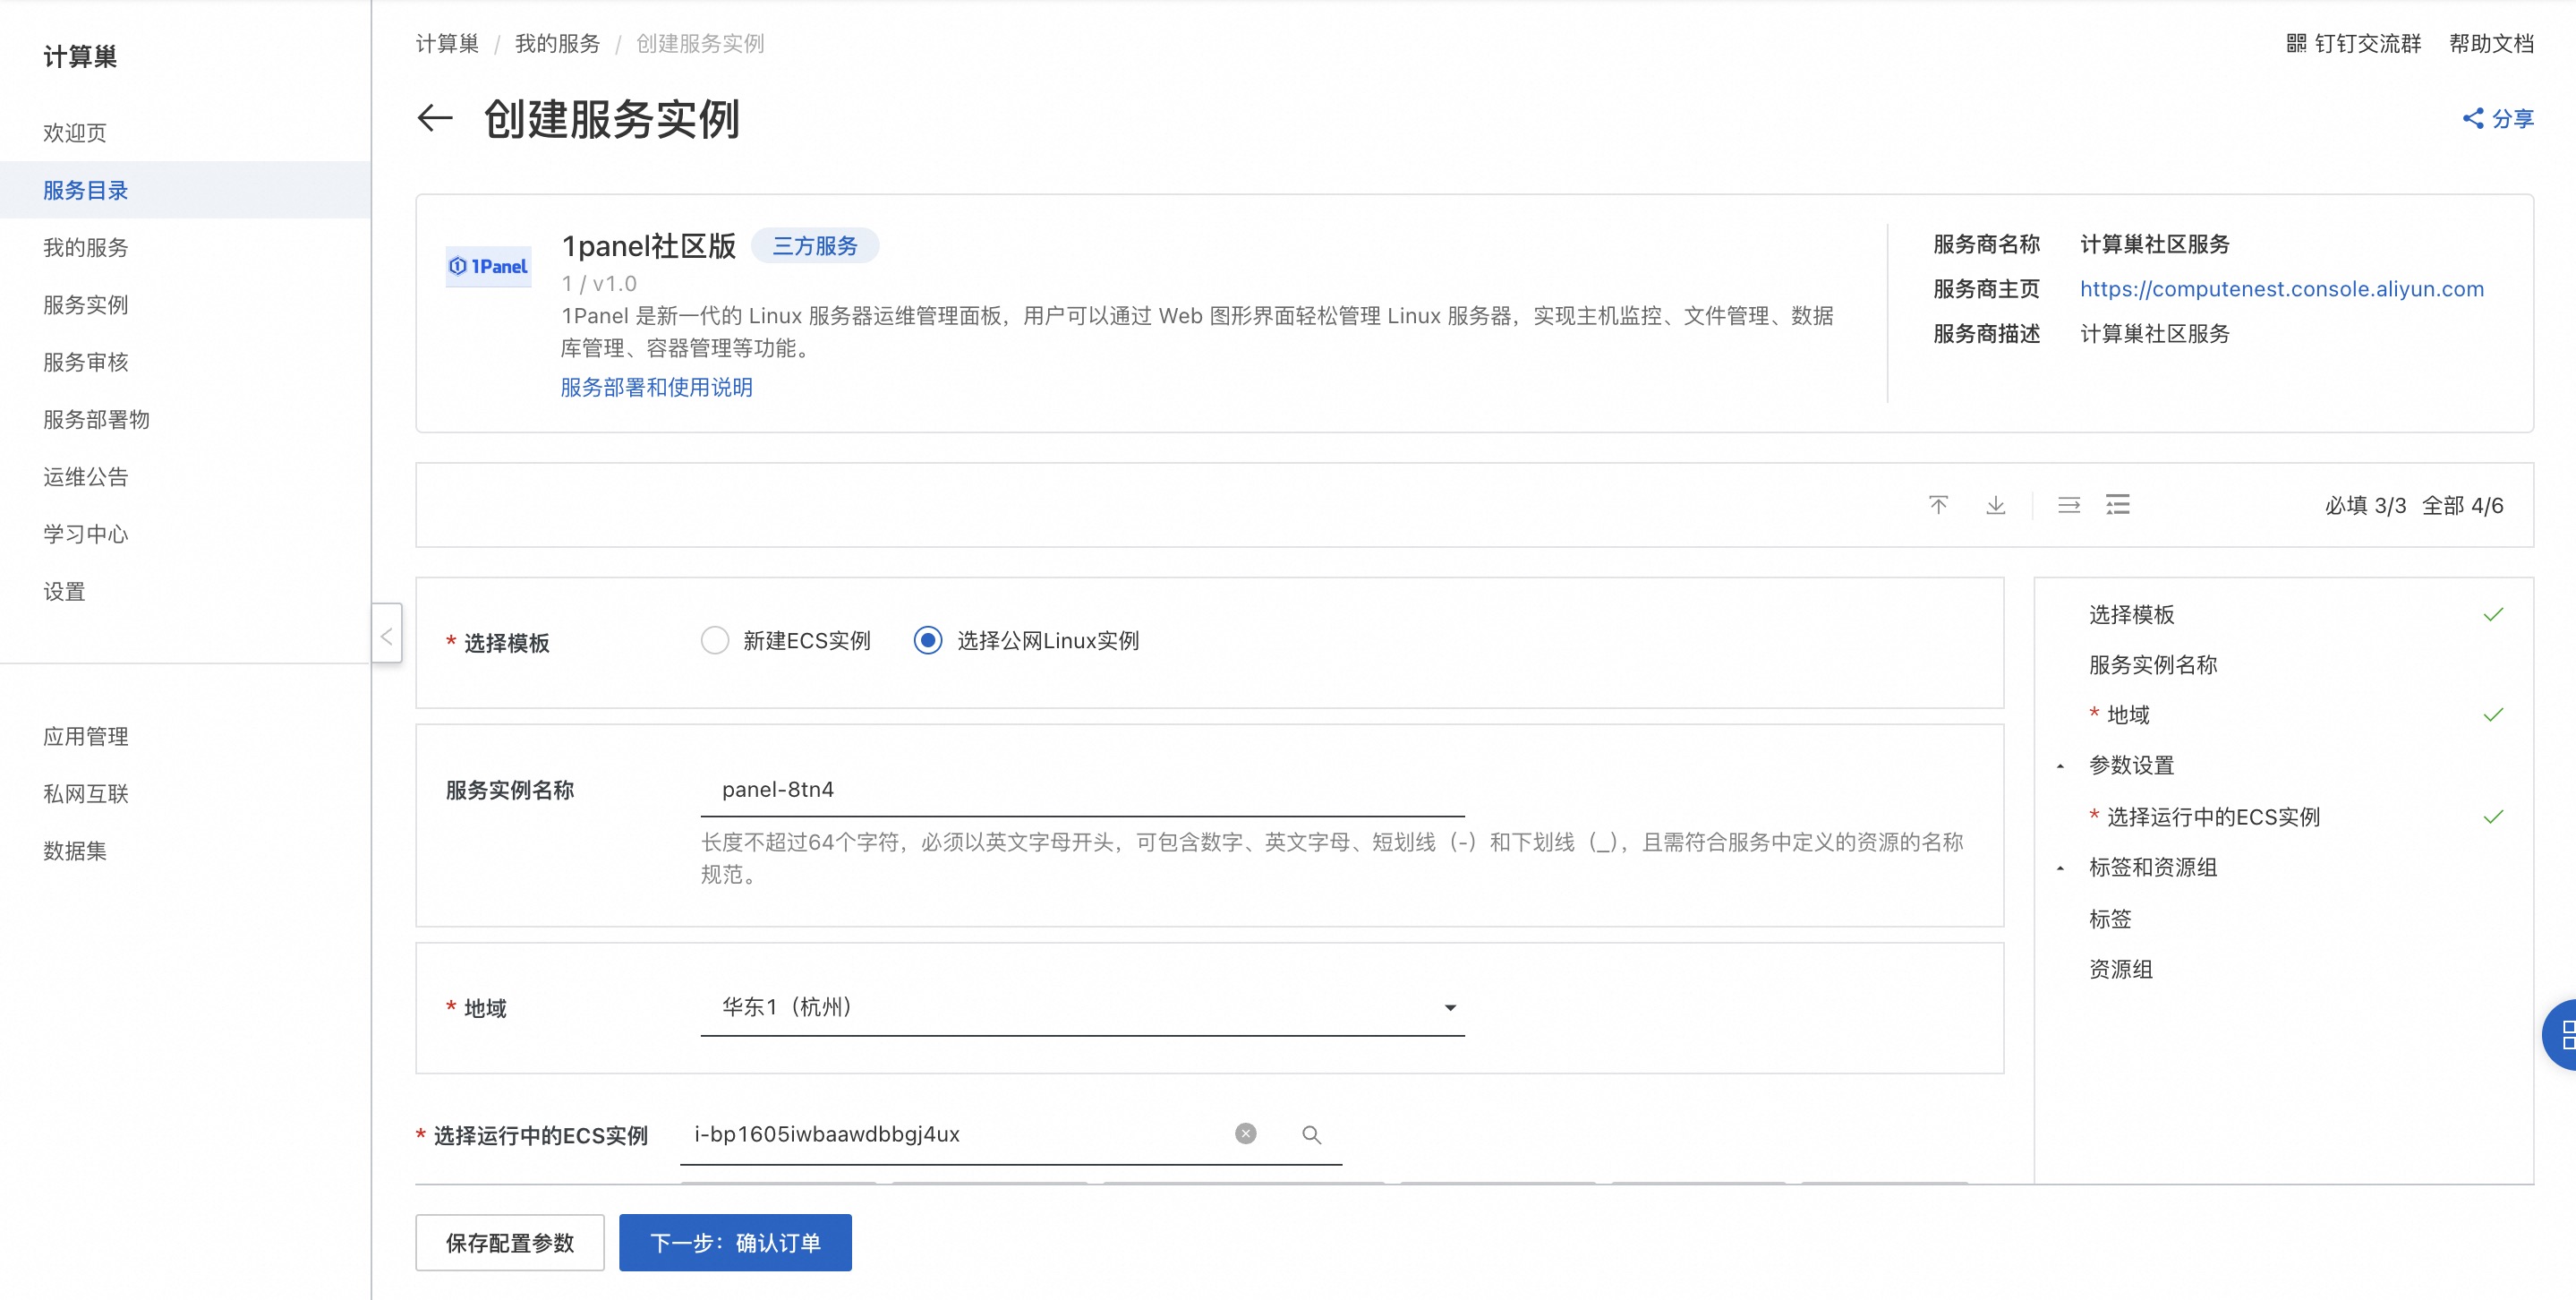 计算巢
欢迎页
服务目录
我的服务
服务实例
服务审核
服务部署物
运维公告
学习中心
设置
应用管理
私网互联
数据集
计算巢 / 我的服务 / 创建服务实例
钉钉交流群 帮助文档
创建服务实例
分享
1Panel
1panel社区版 三方服务
1 / v1.0
1Panel 是新一代的 Linux 服务器运维管理面板，用户可以通过 Web 图形界面轻松管理 Linux 服务器，实现主机监控、文件管理、数据
库管理、容器管理等功能。
服务部署和使用说明
服务商名称 计算巢社区服务
服务商主页 https://computenest.console.aliyun.com
服务商描述 计算巢社区服务
必填 3/3 全部 4/6
* 选择模板 新建ECS实例 选择公网Linux实例
服务实例名称 panel-8tn4
长度不超过64个字符，必须以英文字母开头，可包含数字、英文字母、短划线（-）和下划线（_），且需符合服务中定义的资源的名称
规范。
* 地域 华东1（杭州）
* 选择运行中的ECS实例 i-bp1605iwbaawdbbgj4ux
选择模板
服务实例名称
* 地域
参数设置
* 选择运行中的ECS实例
标签和资源组
标签
资源组
保存配置参数 下一步：确认订单